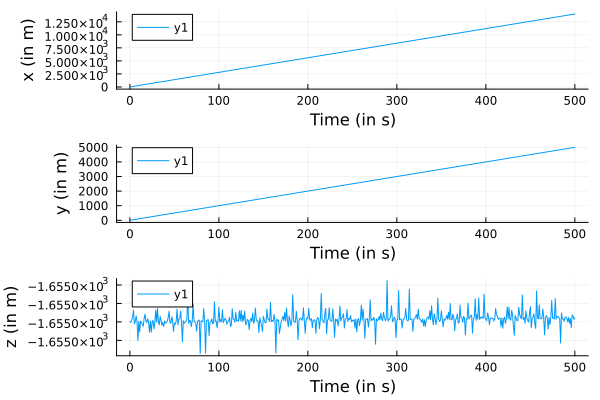 x (in m)
1.250×10⁴
1.000×10⁴
7.500×10³
5.000×10³
2.500×10³
0
y1
0 100 200 300 400 500
Time (in s)
y (in m)
5000
4000
3000
2000
1000
0
y1
0 100 200 300 400 500
Time (in s)
z (in m)
−1.6550×10³
−1.6550×10³
−1.6550×10³
−1.6550×10³
y1
0 100 200 300 400 500
Time (in s)